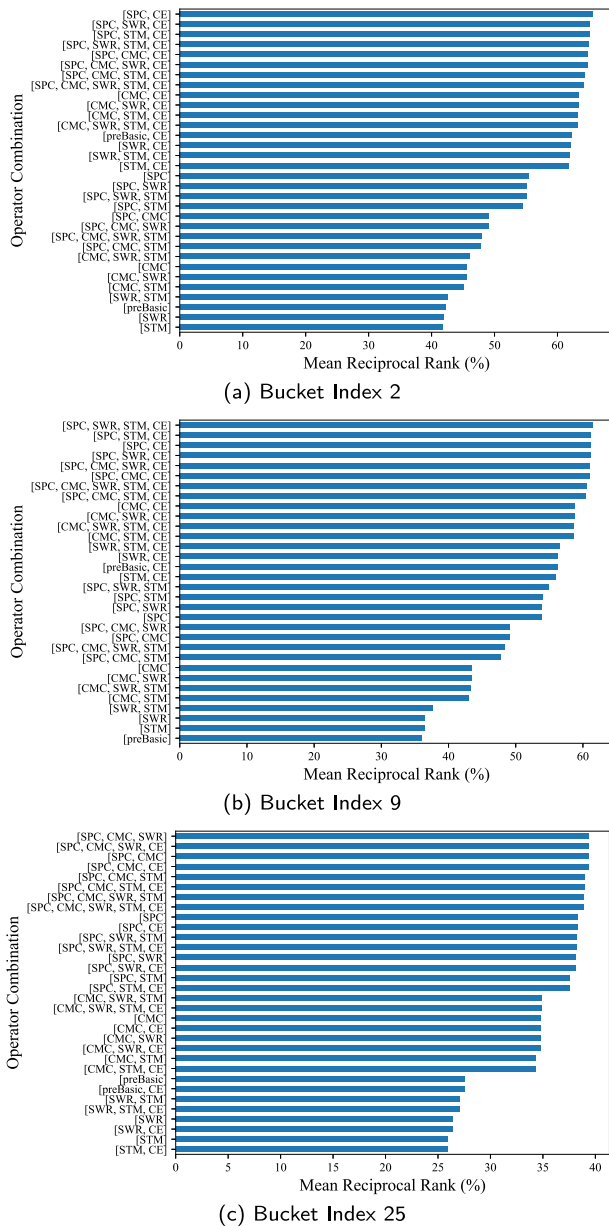 [SPC, CE]
[SPC, SWR, CE]
[SPC, STM, CE]
[SPC, SWR, STM, CE]
[SPC, CMC, CE]
[SPC, CMC, SWR, CE]
[SPC, CMC, STM, CE]
[SPC, CMC, SWR, STM, CE]
[CMC, CE]
[CMC, SWR, CE]
[CMC, STM, CE]
[CMC, SWR, STM, CE]
[preBasic, CE]
[SWR, CE]
[SWR, STM, CE]
[STM, CE]
[SPC]
[SPC, SWR]
[SPC, SWR, STM]
[SPC, STM]
[SPC, CMC]
[SPC, CMC, SWR]
[SPC, CMC, SWR, STM]
[SPC, CMC, STM]
[CMC, SWR, STM]
[CMC]
[CMC, SWR]
[CMC, STM]
[SWR, STM]
[preBasic]
[SWR]
[STM]
Operator Combination
0 10 20 30 40 50 60
Mean Reciprocal Rank (%)
(a) Bucket Index 2
[SPC, SWR, STM, CE]
[SPC, STM, CE]
[SPC, CE]
[SPC, SWR, CE]
[SPC, CMC, SWR, CE]
[SPC, CMC, CE]
[SPC, CMC, SWR, STM, CE]
[SPC, CMC, STM, CE]
[CMC, CE]
[CMC, SWR, CE]
[CMC, SWR, STM, CE]
[CMC, STM, CE]
[SWR, STM, CE]
[SWR, CE]
[preBasic, CE]
[STM, CE]
[SPC, SWR, STM]
[SPC, STM]
[SPC, SWR]
[SPC]
[SPC, CMC, SWR]
[SPC, CMC]
[SPC, CMC, SWR, STM]
[SPC, CMC, STM]
[CMC]
[CMC, SWR]
[CMC, SWR, STM]
[CMC, STM]
[SWR, STM]
[SWR]
[STM]
[preBasic]
Operator Combination
0 10 20 30 40 50 60
Mean Reciprocal Rank (%)
(b) Bucket Index 9
[SPC, CMC, SWR]
[SPC, CMC, SWR, CE]
[SPC, CMC]
[SPC, CMC, CE]
[SPC, CMC, STM]
[SPC, CMC, STM, CE]
[SPC, CMC, SWR, STM]
[SPC, CMC, SWR, STM, CE]
[SPC]
[SPC, CE]
[SPC, SWR, STM]
[SPC, SWR, STM, CE]
[SPC, SWR]
[SPC, SWR, CE]
[SPC, STM]
[SPC, STM, CE]
[CMC, SWR, STM]
[CMC, SWR, STM, CE]
[CMC]
[CMC, CE]
[CMC, SWR]
[CMC, SWR, CE]
[CMC, STM]
[CMC, STM, CE]
[preBasic]
[preBasic, CE]
[SWR, STM]
[SWR, STM, CE]
[SWR]
[SWR, CE]
[STM]
[STM, CE]
Operator Combination
0 5 10 15 20 25 30 35 40
Mean Reciprocal Rank (%)
(c) Bucket Index 25